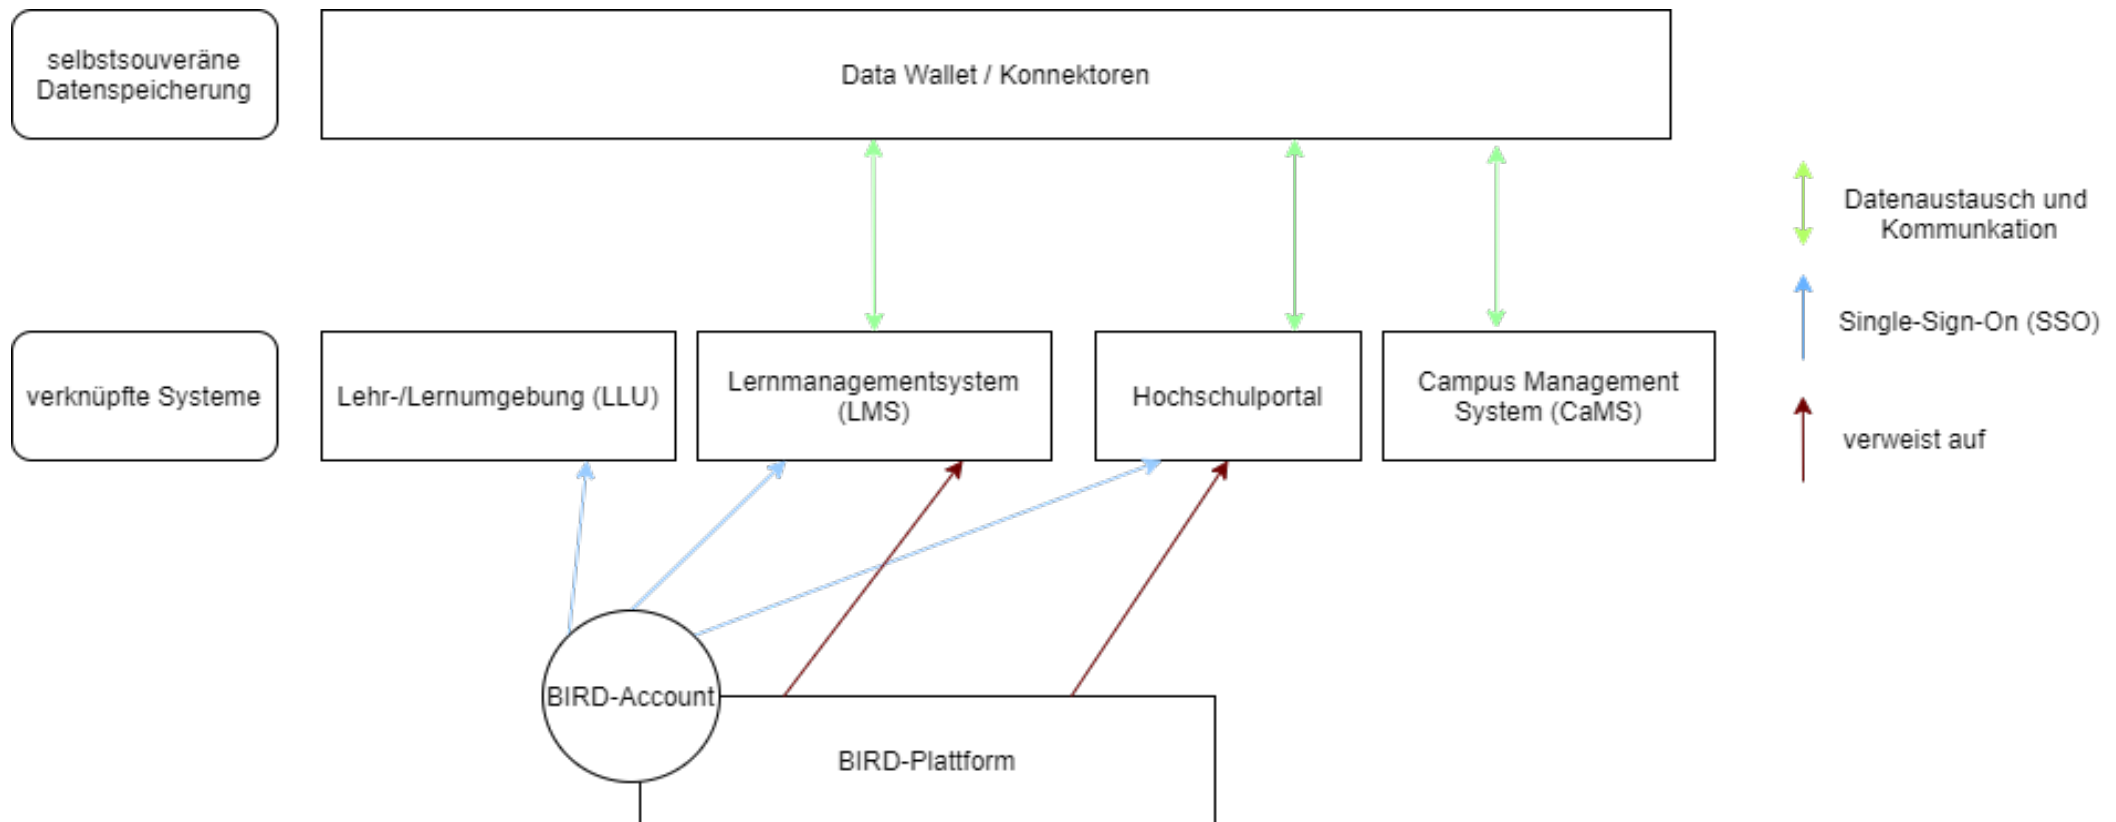 selbstsouveräne
Datenspeicherung
Data Wallet / Konnektoren
Datenaustausch und
Kommunkation
Single-Sign-On (SSO)
verweist auf
verknüpfte Systeme
Lehr-/Lernumgebung (LLU)
Lernmanagementsystem
(LMS)
Hochschulportal
Campus Management
System (CaMS)
BIRD-Account
BIRD-Plattform